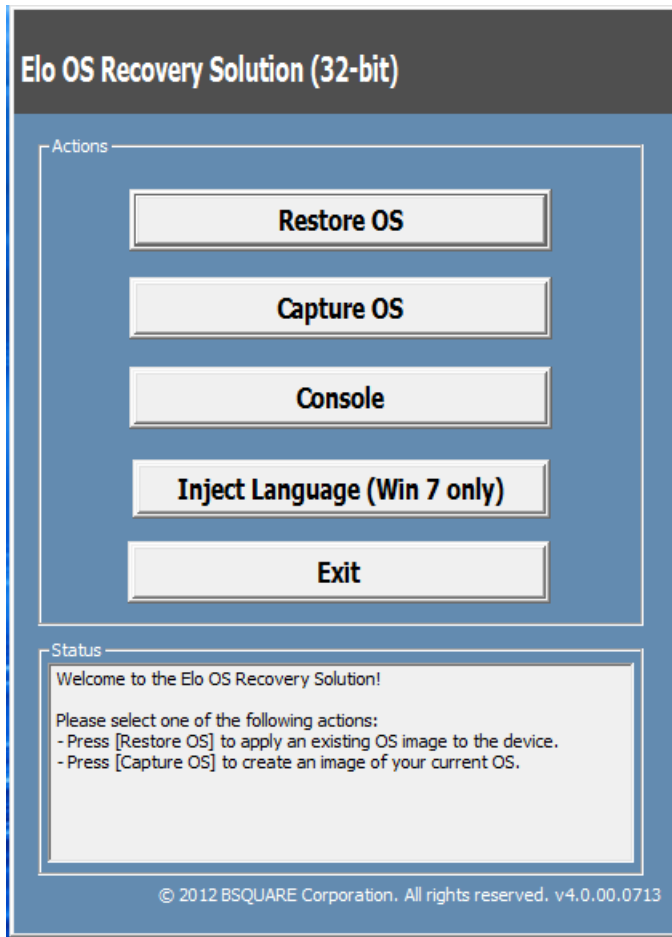 Elo OS Recovery Solution (32-bit)
Actions
Restore OS
Capture OS
Console
Inject Language (Win 7 only)
Exit
Status
Welcome to the Elo OS Recovery Solution!
Please select one of the following actions:
- Press [Restore OS] to apply an existing OS image to the device.
- Press [Capture OS] to create an image of your current OS.
© 2012 BSQUARE Corporation. All rights reserved. v4.0.00.0713